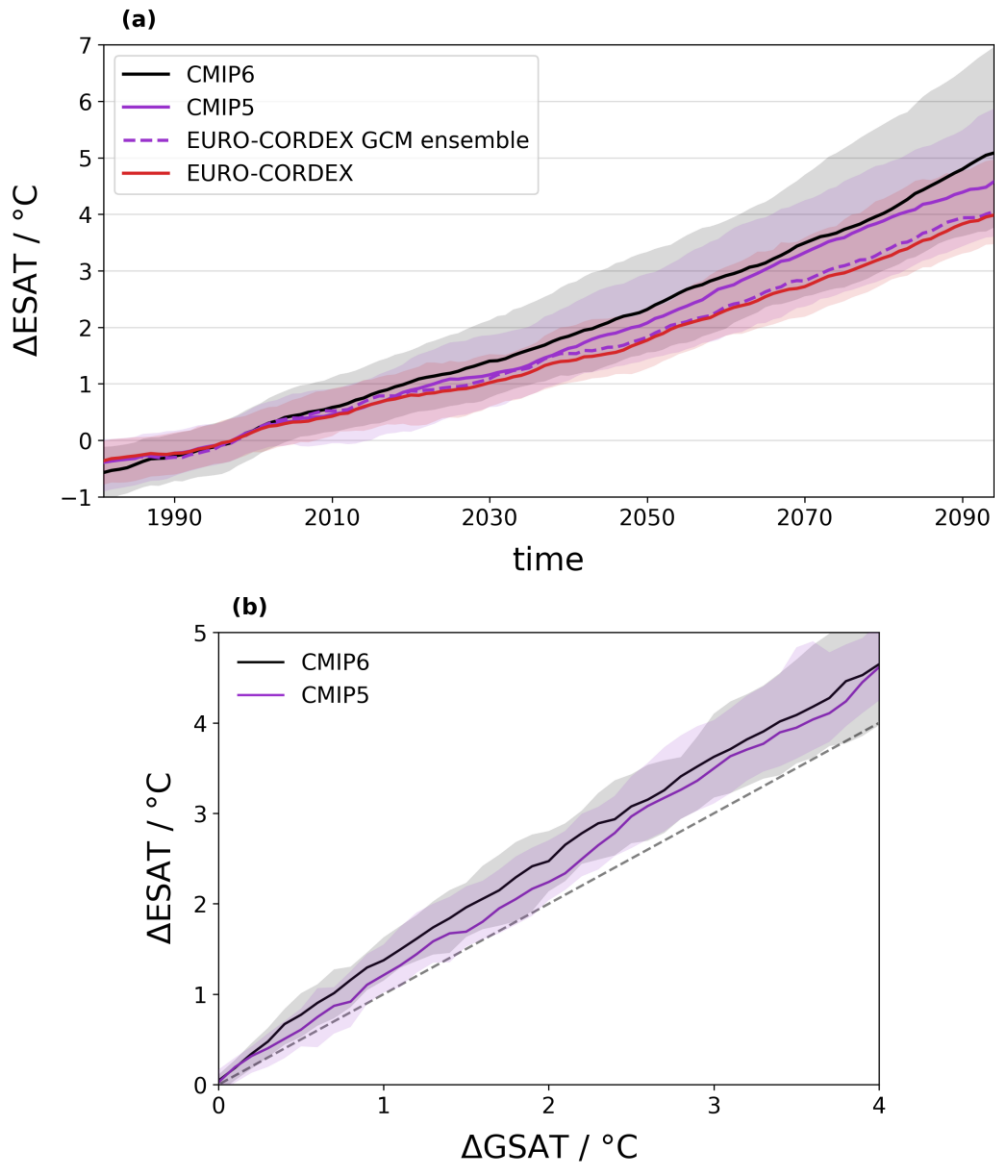 (a)
ΔESAT / °C
7
6
5
4
3
2
1
0
−1
CMIP6
CMIP5
EURO-CORDEX GCM ensemble
EURO-CORDEX
1990
2010
2030
2050
2070
2090
time
(b)
ΔESAT / °C
5
4
3
2
1
0
CMIP6
CMIP5
0
1
2
3
4
ΔGSAT / °C